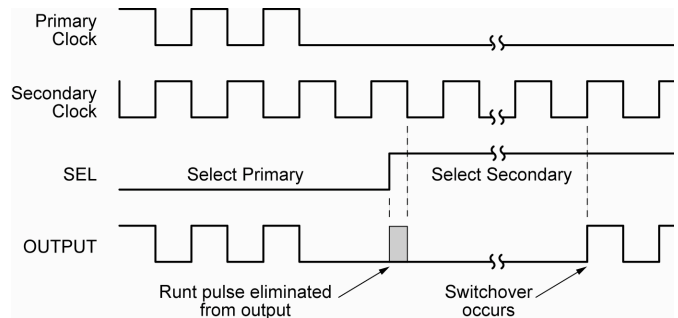 Primary
Clock
Secondary
Clock
SEL
Select Primary
Select Secondary
OUTPUT
Runt pulse eliminated
from output
Switchover
occurs